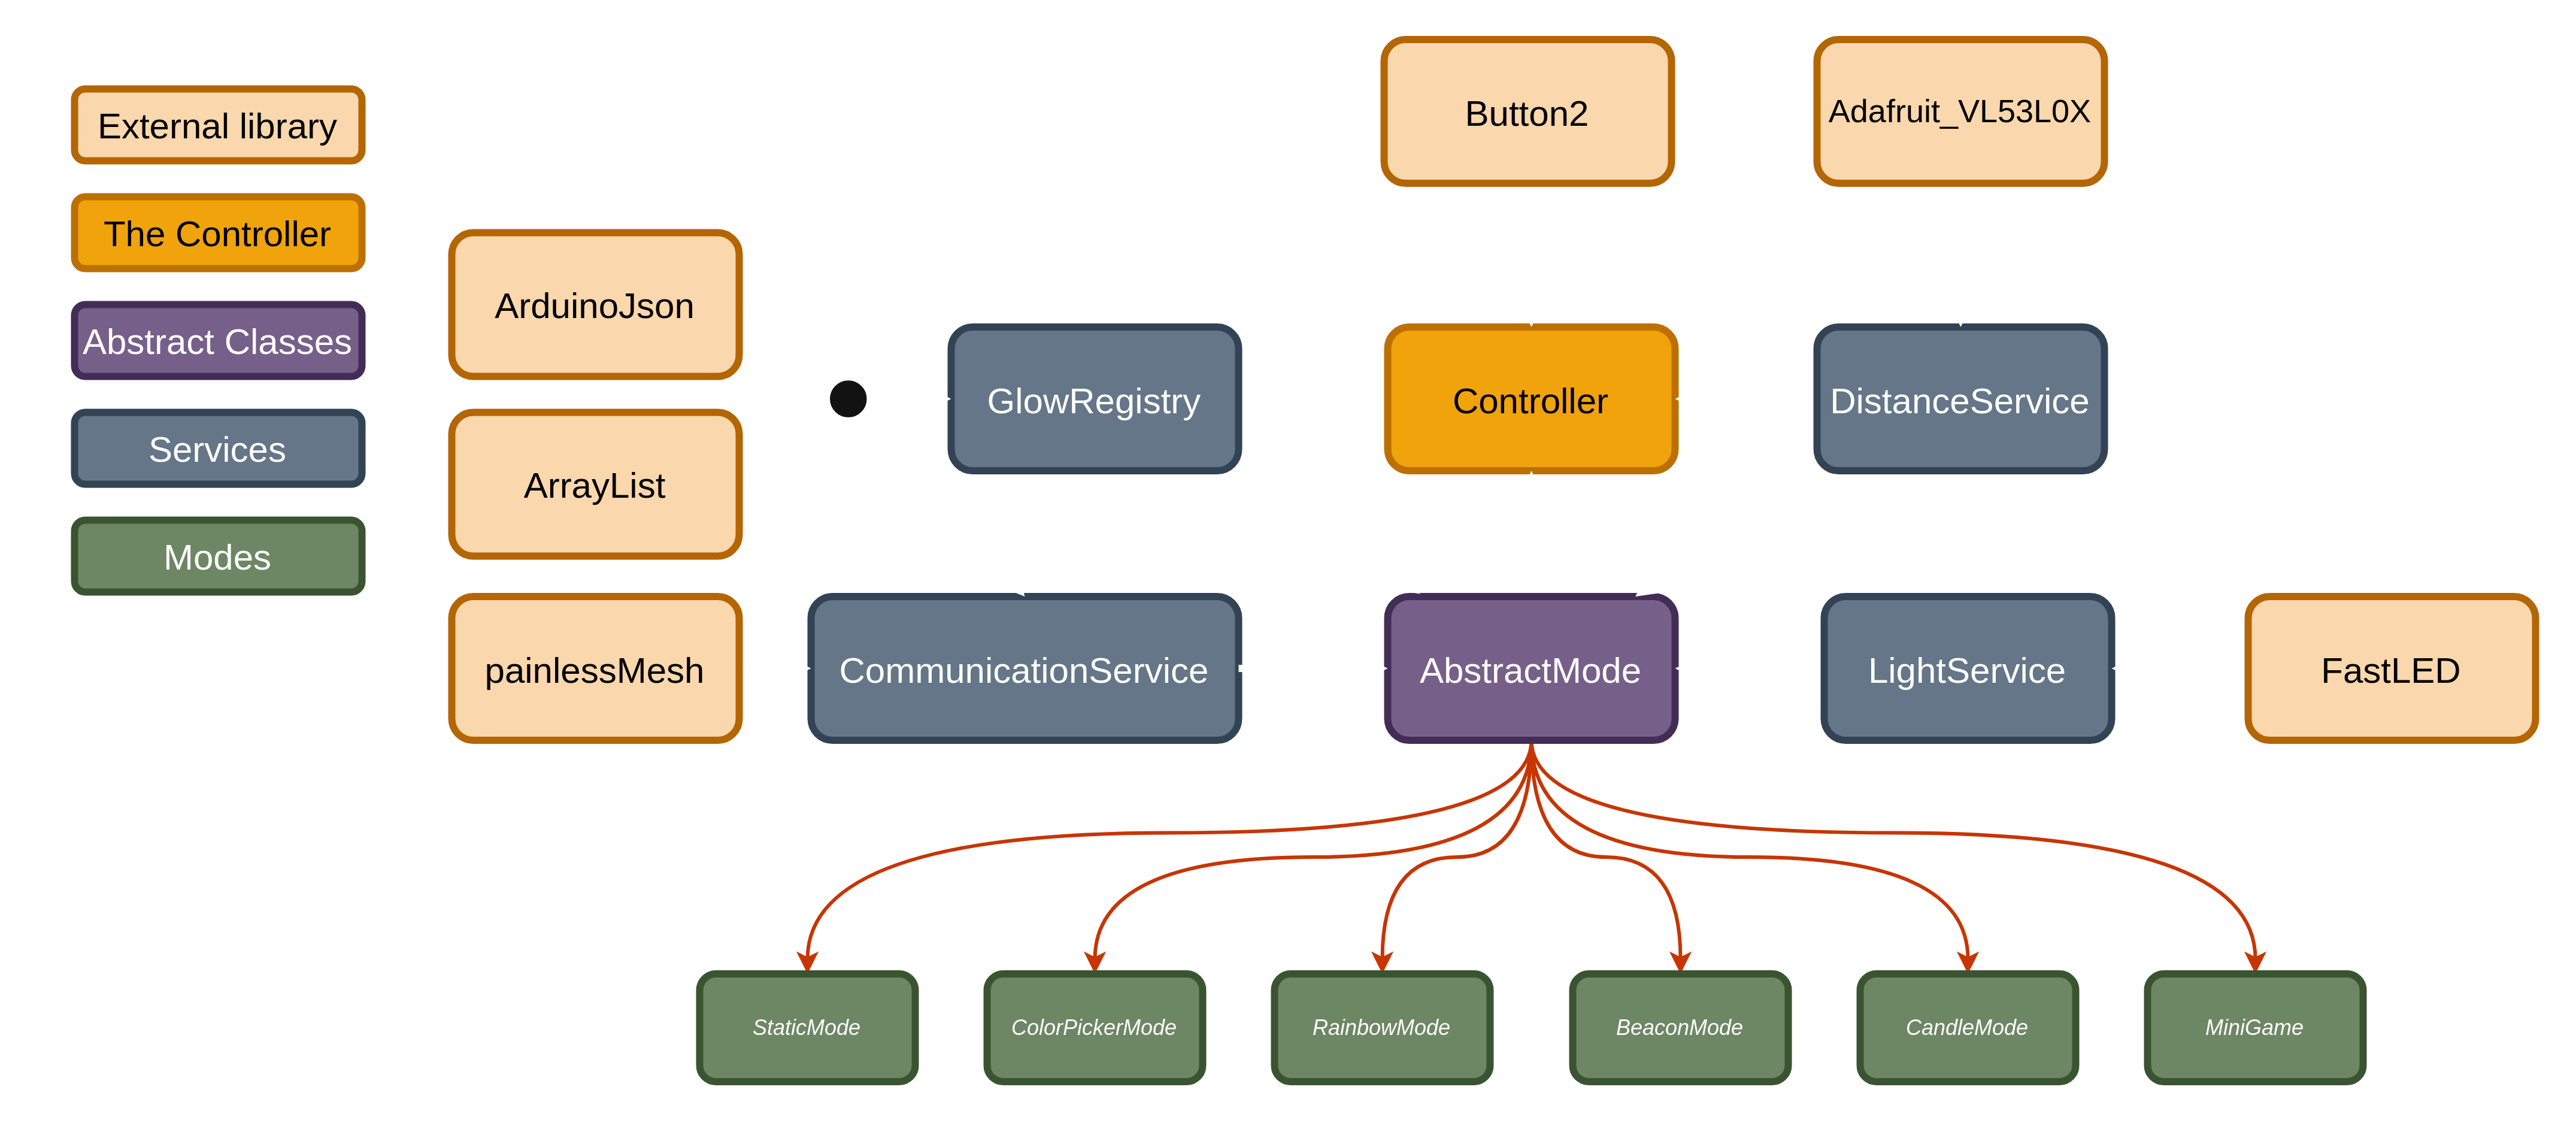 External library
The Controller
Abstract Classes
Services
Modes
Button2
Adafruit_VL53L0X
ArduinoJson
ArrayList
painlessMesh
GlowRegistry
Controller
DistanceService
CommunicationService
AbstractMode
LightService
FastLED
StaticMode
ColorPickerMode
RainbowMode
BeaconMode
CandleMode
MiniGame